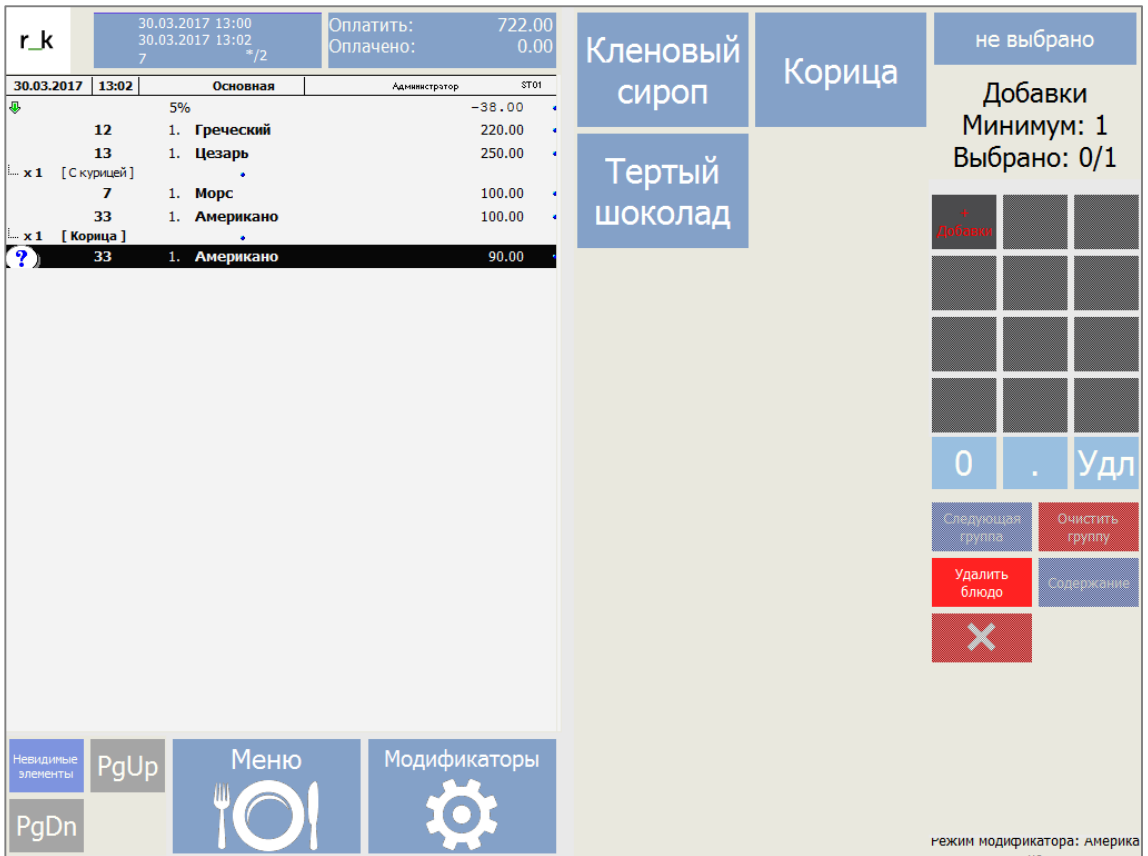 r_k
30.03.2017 13:00
30.03.2017 13:02
7 */2
Оплатить: 722.00
Оплачено: 0.00
30.03.2017 13:02 Основная Администратор ST01
5% -38.00
12 1. Греческий 220.00
13 1. Цезарь 250.00
x 1 [С курицей]
7 1. Морс 100.00
33 1. Американо 100.00
x 1 [ Корица ]
? 33 1. Американо 90.00
Невидимые
элементы
PgUp
PgDn
Меню
Модификаторы
Кленовый
сироп
Корица
Тертый
шоколад
не выбрано
Добавки
Минимум: 1
Выбрано: 0/1
+
Добавки
0 . Удл
Следующая
группа
Очистить
группу
Удалить
блюдо
Содержание
Режим модификатора: Америка